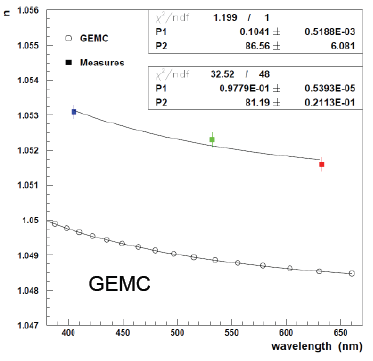 n
1.056
1.055
1.053
1.052
1.051
1.05
1.049
1.048
1.047
GEMC
Measures
χ²/ndf 1.199 / 1
P1 0.1041 ± 0.5188E-03
P2 86.56 ± 6.081
χ²/ndf 32.52 / 48
P1 0.9779E-01 ± 0.5393E-05
P2 81.19 ± 0.2113E-01
GEMC
400 450 500 550 600 650
wavelength (nm)